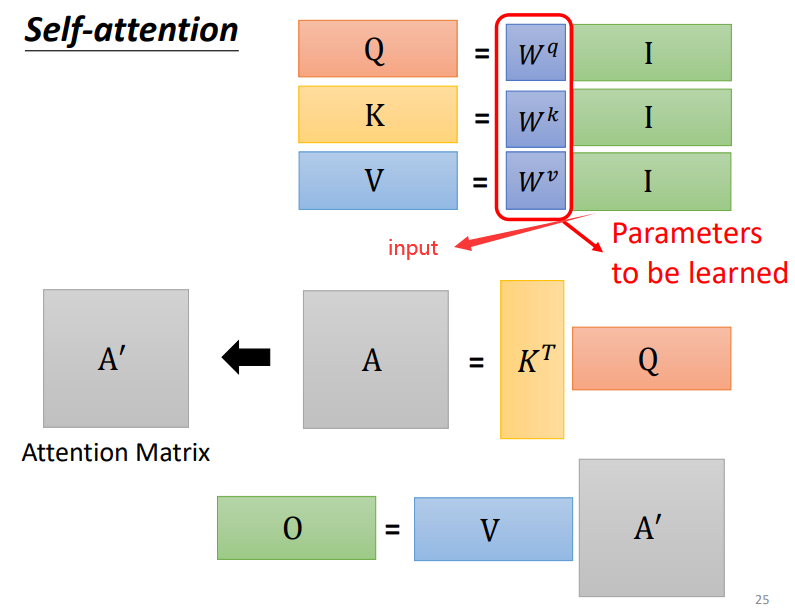 Self-attention
Q = W^q I
K = W^k I
V = W^v I
input
Parameters
to be learned
A′ A = K^T Q
Attention Matrix
O = V A′
25